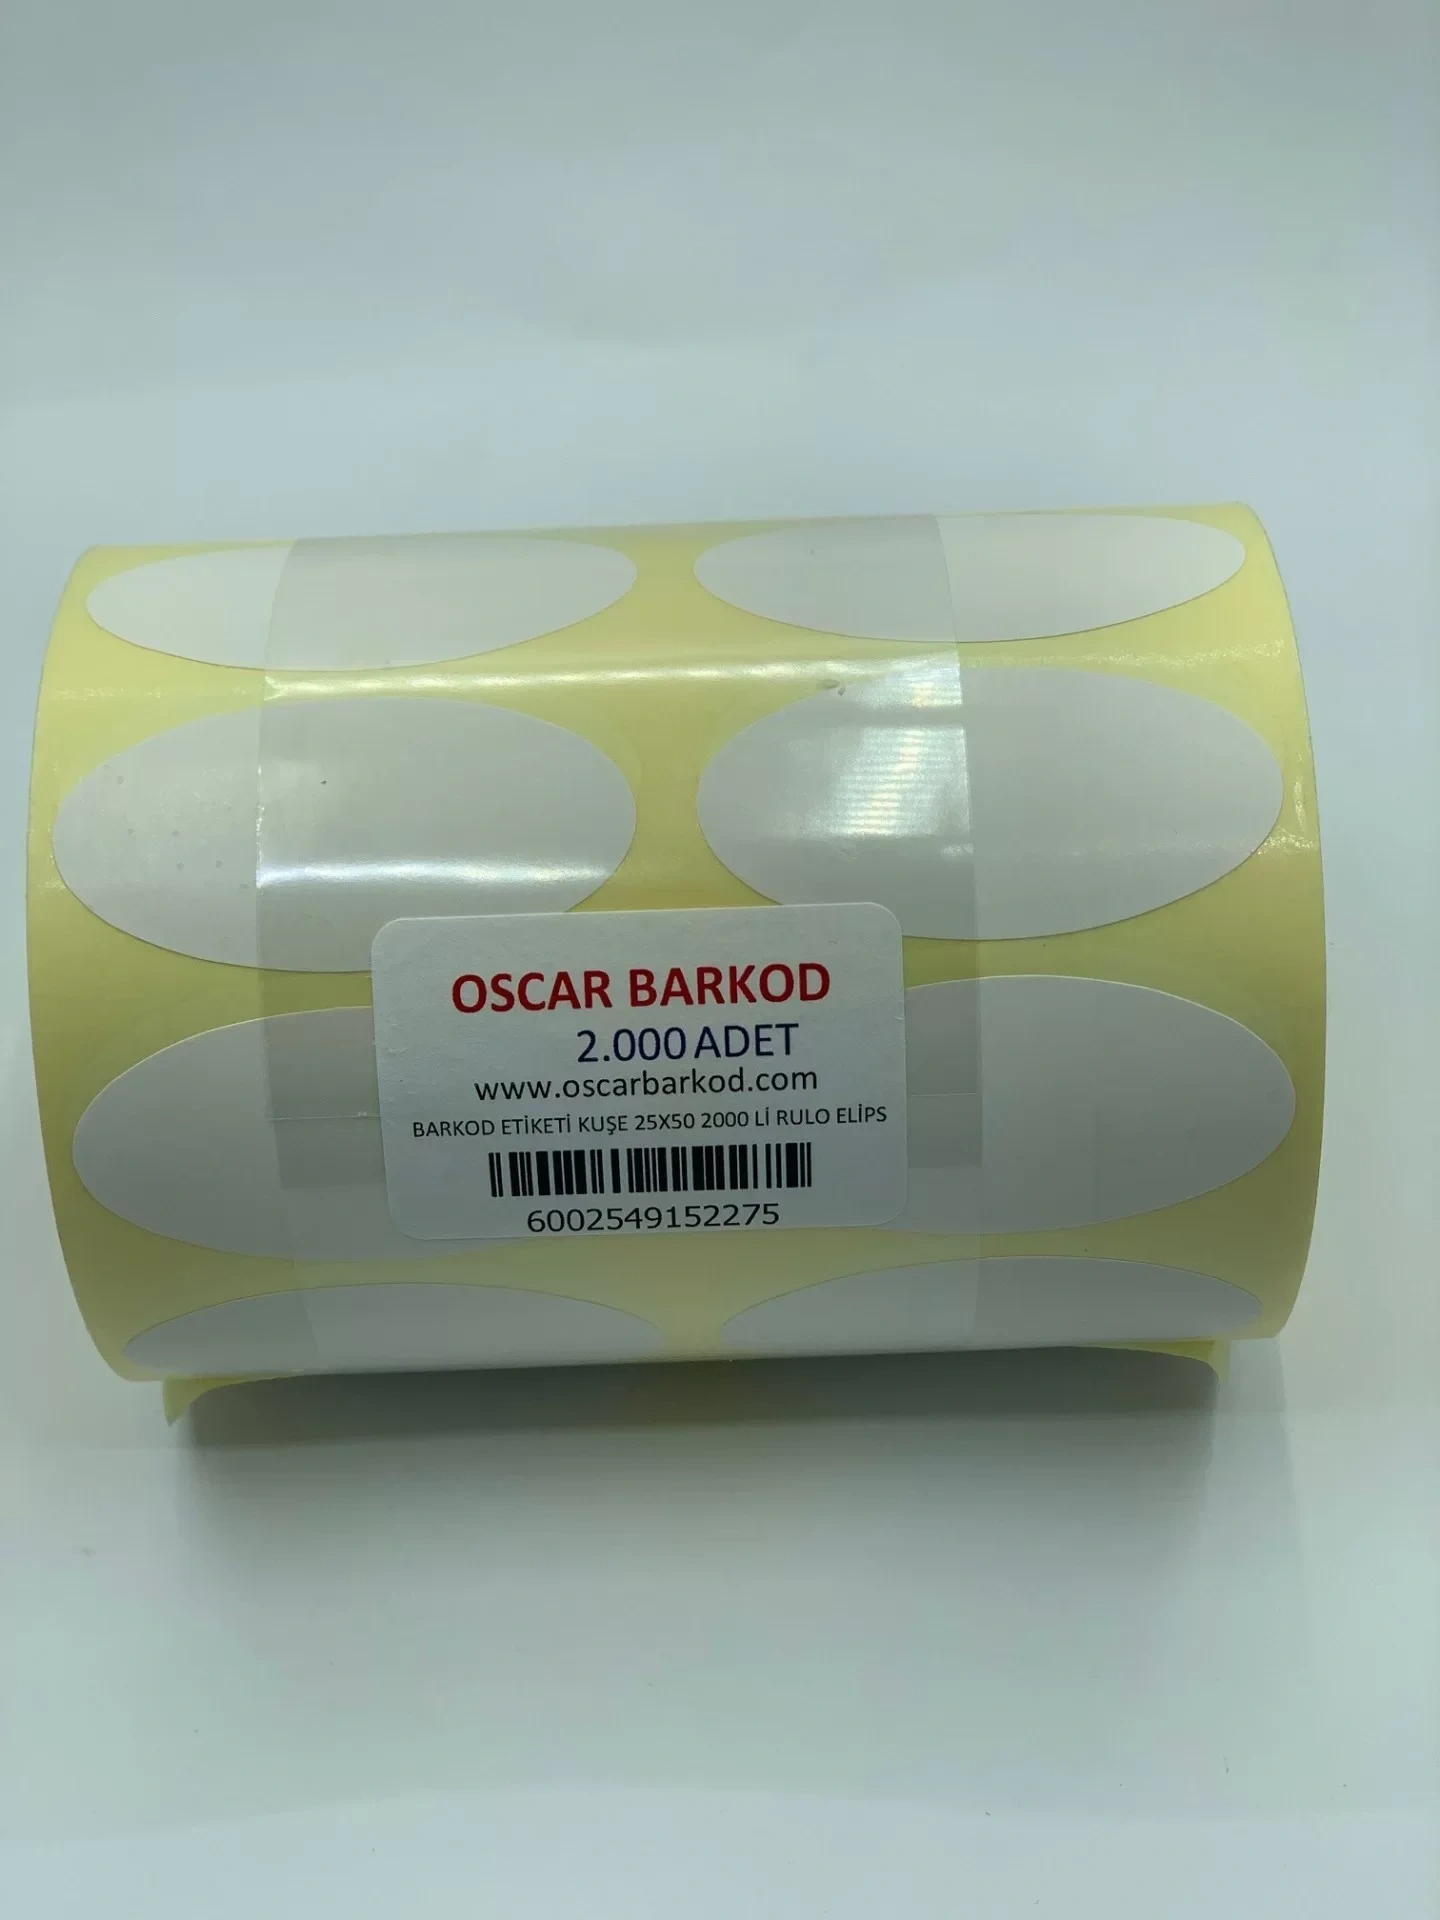 OSCAR BARKOD
2.000 ADET
www.oscarbarkod.com
BARKOD ETİKETİ KUŞE 25X50 2000 Lİ RULO ELİPS
6002549152275